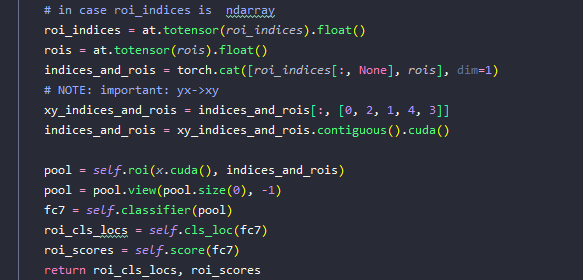 # in case roi_indices is  ndarray
roi_indices = at.totensor(roi_indices).float()
rois = at.totensor(rois).float()
indices_and_rois = torch.cat([roi_indices[:, None], rois], dim=1)
# NOTE: important: yx->xy
xy_indices_and_rois = indices_and_rois[:, [0, 2, 1, 4, 3]]
indices_and_rois = xy_indices_and_rois.contiguous().cuda()
pool = self.roi(x.cuda(), indices_and_rois)
pool = pool.view(pool.size(0), -1)
fc7 = self.classifier(pool)
roi_cls_locs = self.cls_loc(fc7)
roi_scores = self.score(fc7)
return roi_cls_locs, roi_scores